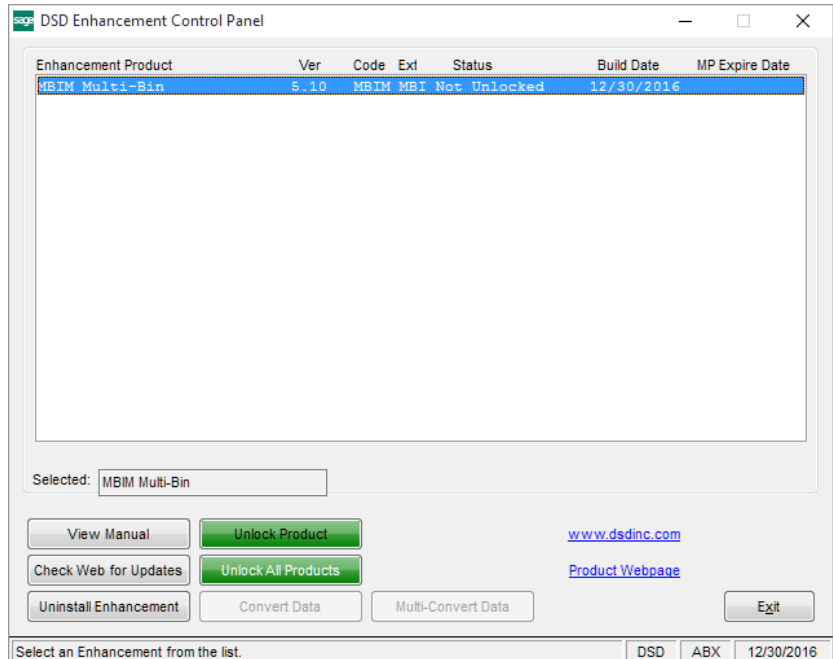 sage DSD Enhancement Control Panel
Enhancement Product Ver Code Ext Status Build Date MP Expire Date
MBIM Multi-Bin 5.10 MBIM MBI Not Unlocked 12/30/2016
Selected: MBIM Multi-Bin
View Manual Unlock Product www.dsdinc.com
Check Web for Updates Unlock All Products Product Webpage
Uninstall Enhancement Convert Data Multi-Convert Data Exit
Select an Enhancement from the list. DSD ABX 12/30/2016